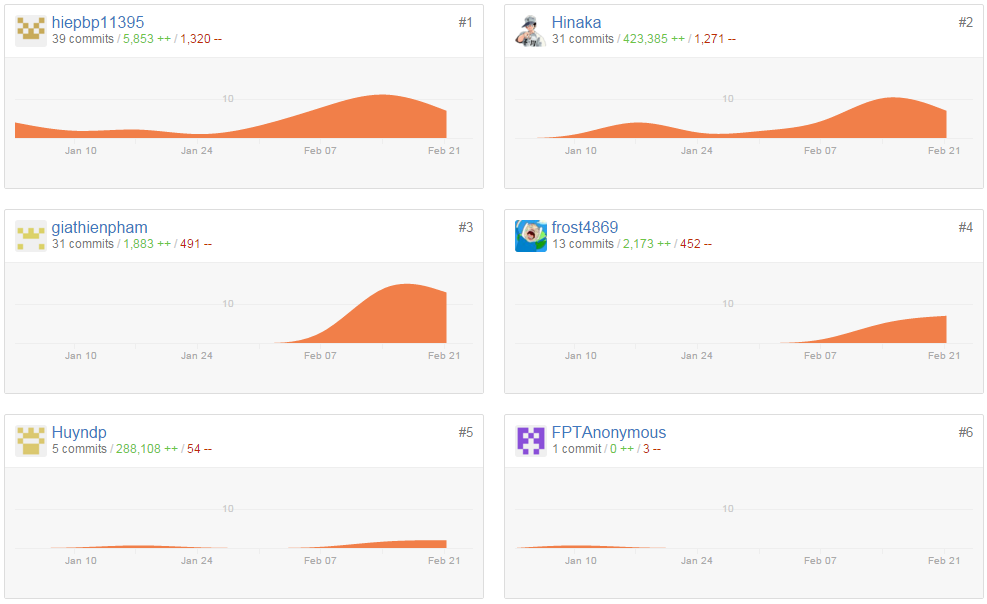 hiepbp11395 #1
39 commits / 5,853 ++ / 1,320 --
10
Jan 10 Jan 24 Feb 07 Feb 21
Hinaka #2
31 commits / 423,385 ++ / 1,271 --
10
Jan 10 Jan 24 Feb 07 Feb 21
giathienpham #3
31 commits / 1,883 ++ / 491 --
10
Jan 10 Jan 24 Feb 07 Feb 21
frost4869 #4
13 commits / 2,173 ++ / 452 --
10
Jan 10 Jan 24 Feb 07 Feb 21
Huyndp #5
5 commits / 288,108 ++ / 54 --
10
Jan 10 Jan 24 Feb 07 Feb 21
FPTAnonymous #6
1 commit / 0 ++ / 3 --
10
Jan 10 Jan 24 Feb 07 Feb 21